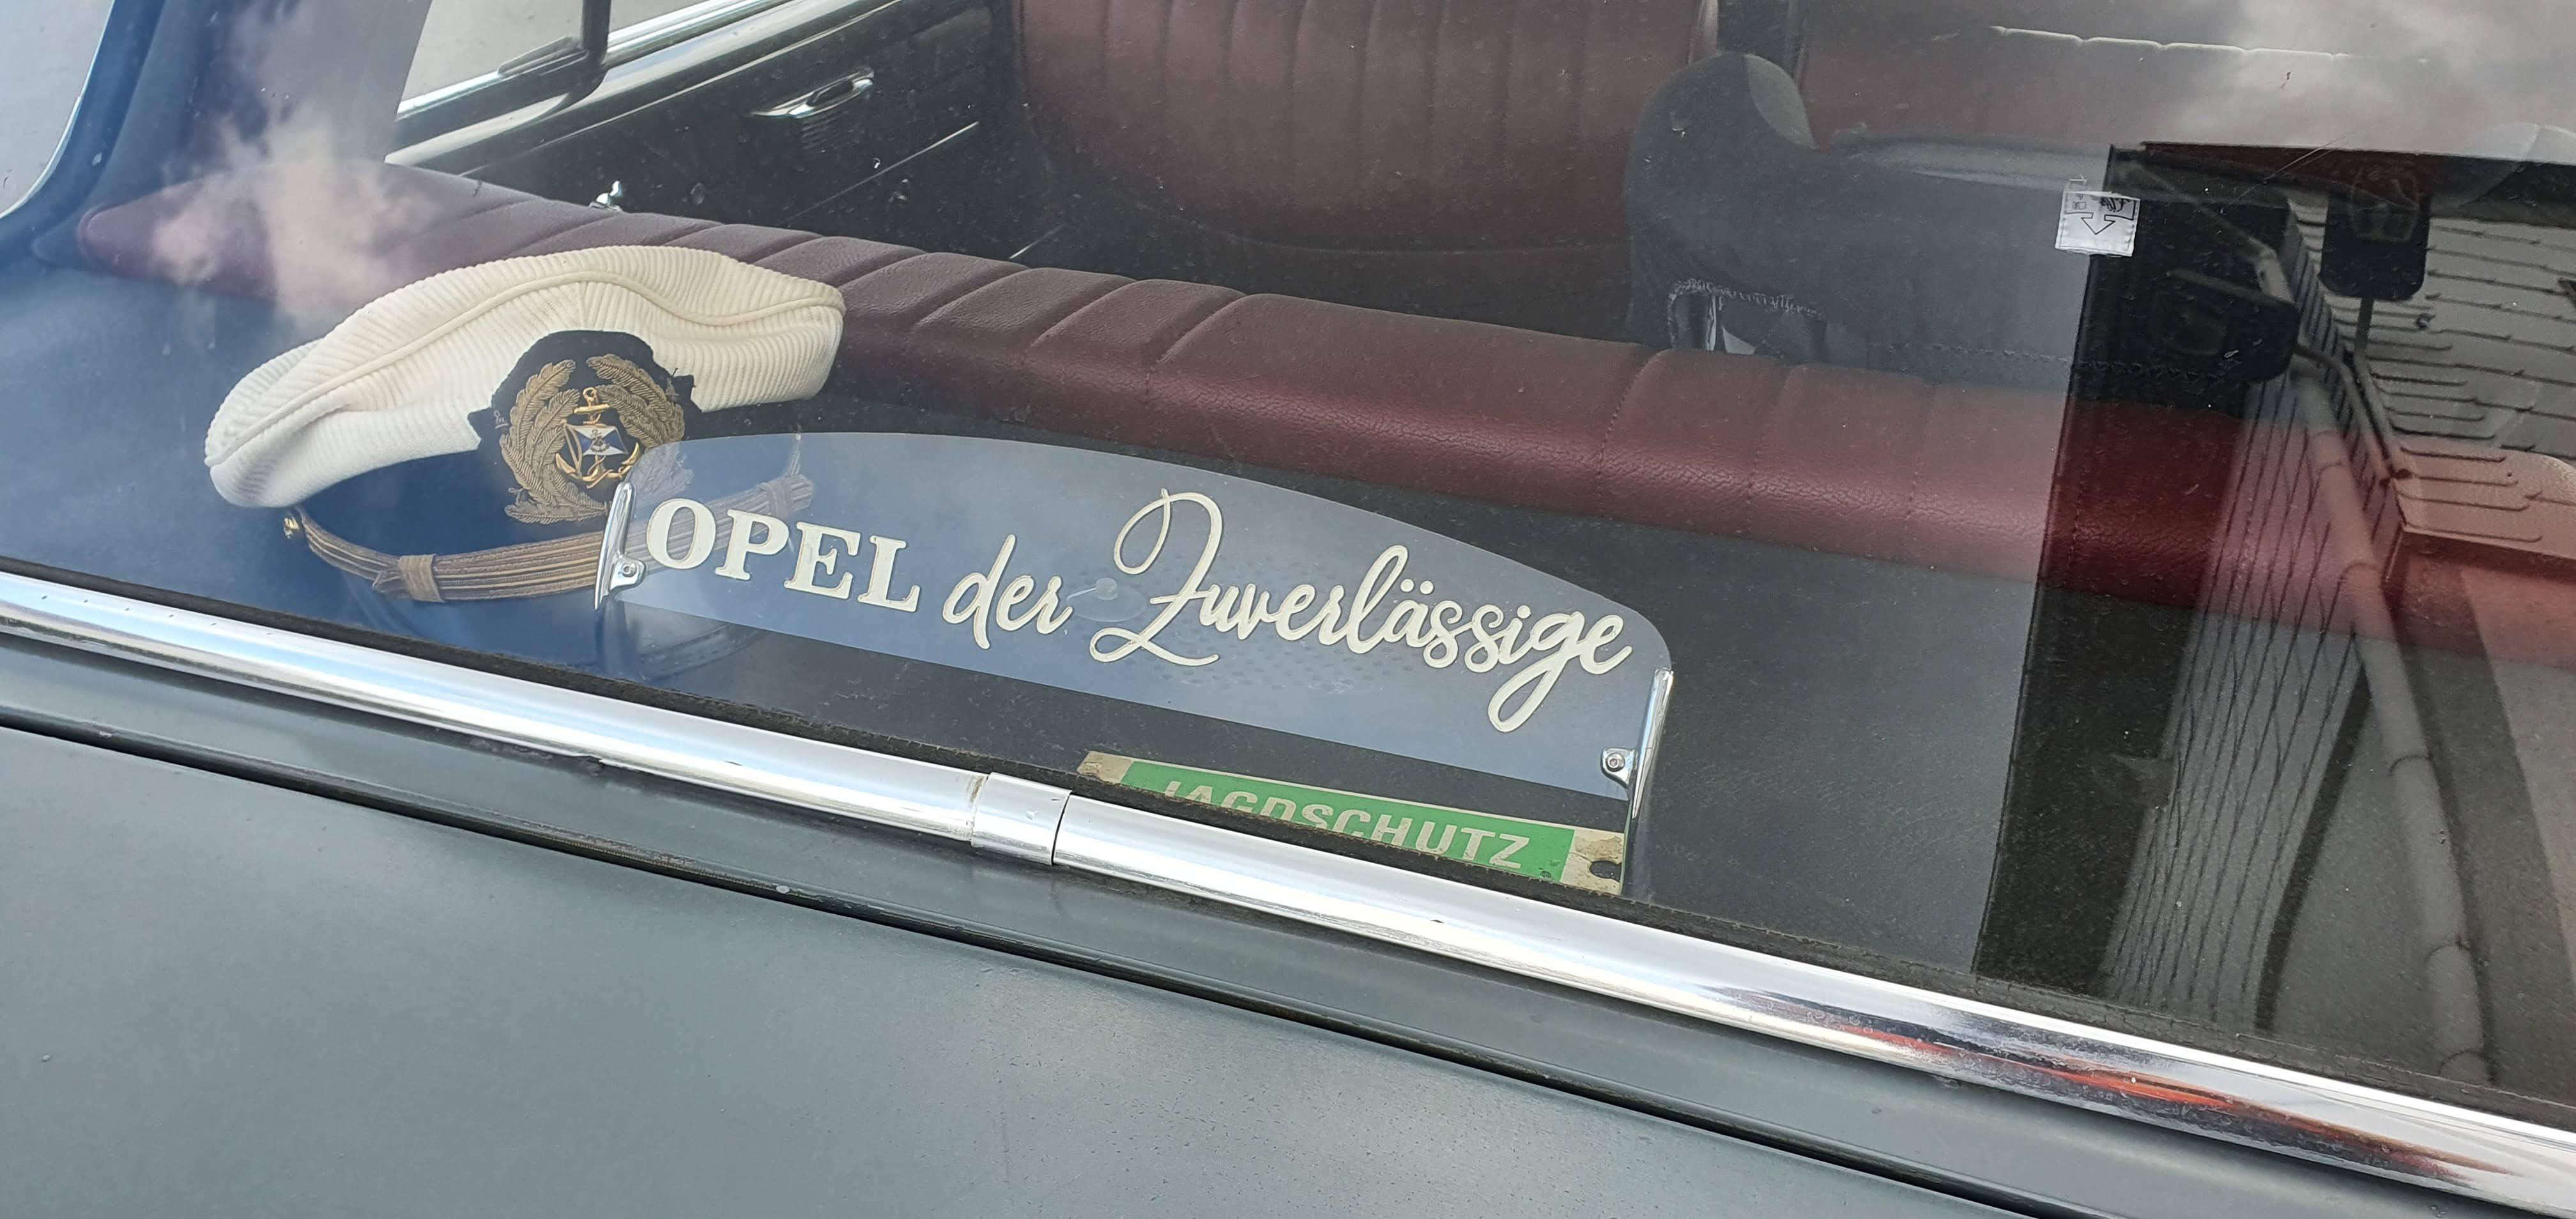 OPEL der Zuverlässige
JAGDSCHUTZ